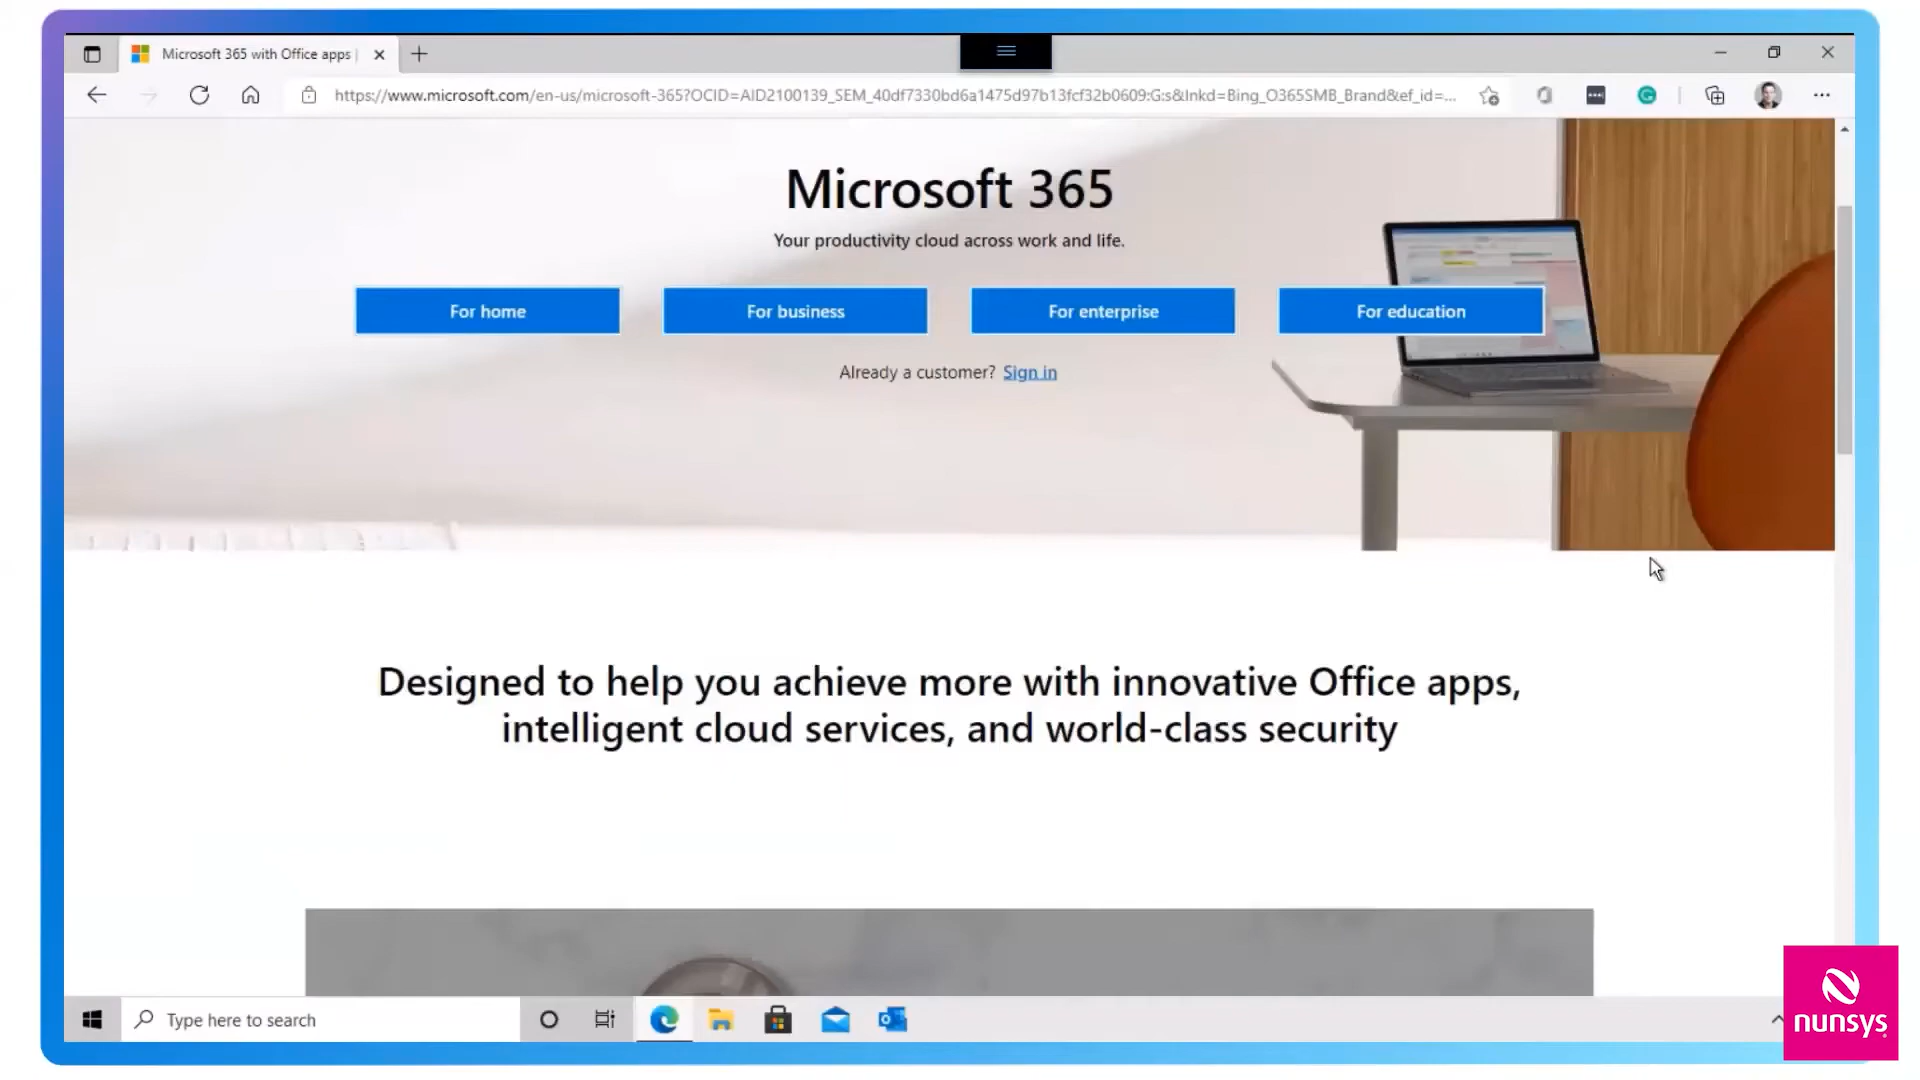 Microsoft 365 with Office apps |
https://www.microsoft.com/en-us/microsoft-365?OCID=AID2100139_SEM_40df7330bd6a1475d97b13fcf32b0609:G:s&lnkd=Bing_O365SMB_Brand&ef_id=...
Microsoft 365
Your productivity cloud across work and life.
For home
For business
For enterprise
For education
Already a customer? Sign in
Designed to help you achieve more with innovative Office apps,
intelligent cloud services, and world-class security
Type here to search
nunsys